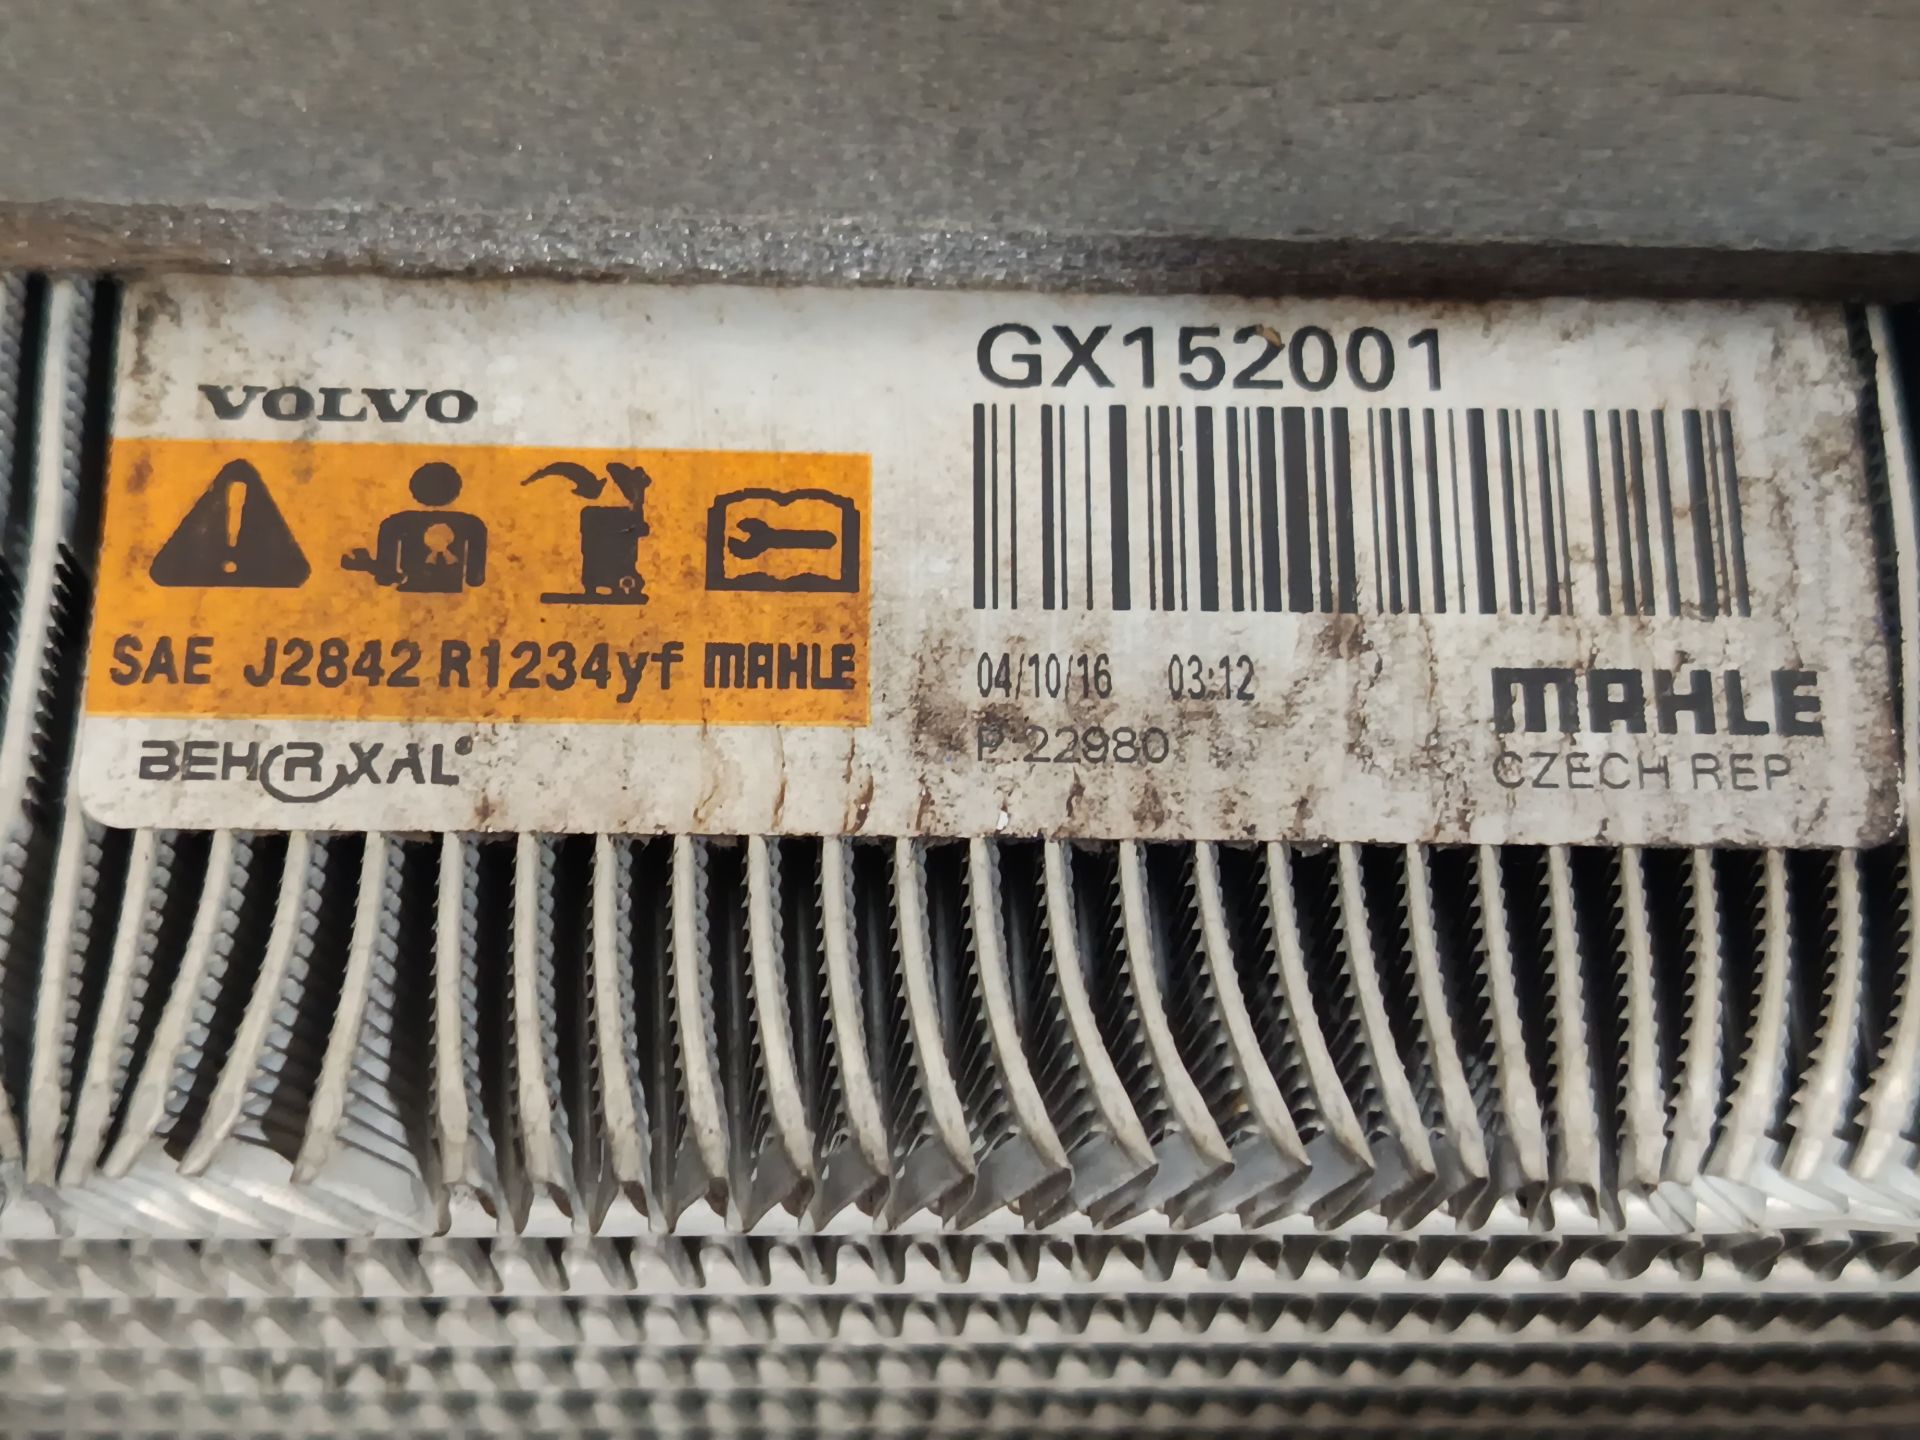 VOLVO
SAE J2842 R1234yf MAHLE
BEHR XAL®
GX152001
04/10/16 03:12
P:22980
MAHLE
CZECH REP.